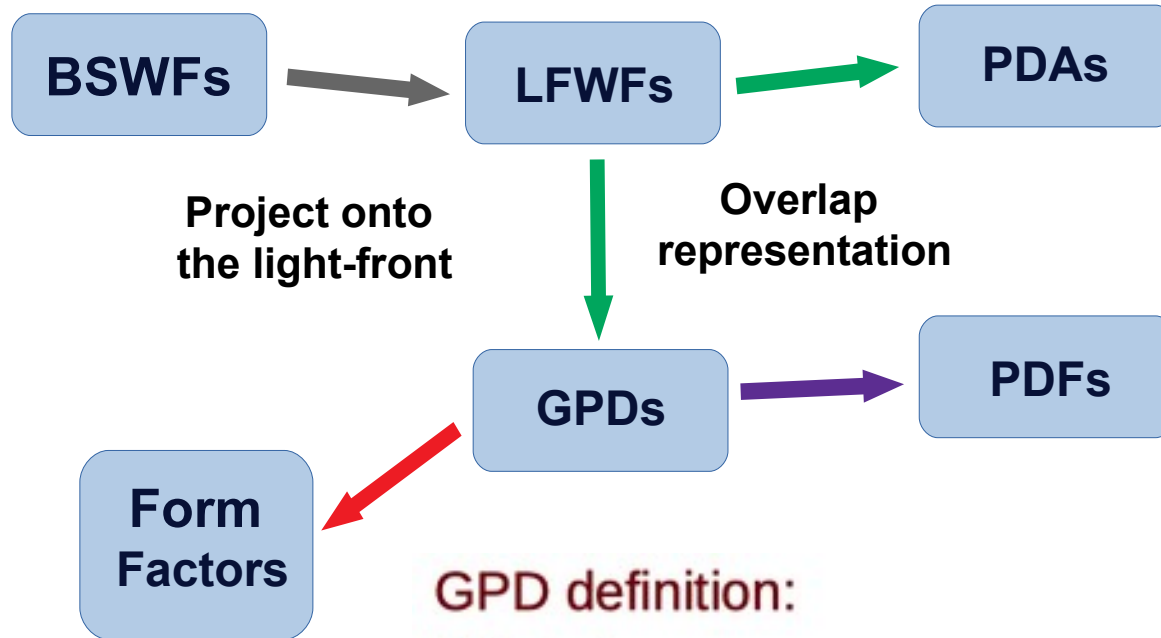 BSWFs
LFWFs
PDAs
Project onto
the light-front
Overlap
representation
GPDs
PDFs
Form
Factors
GPD definition: